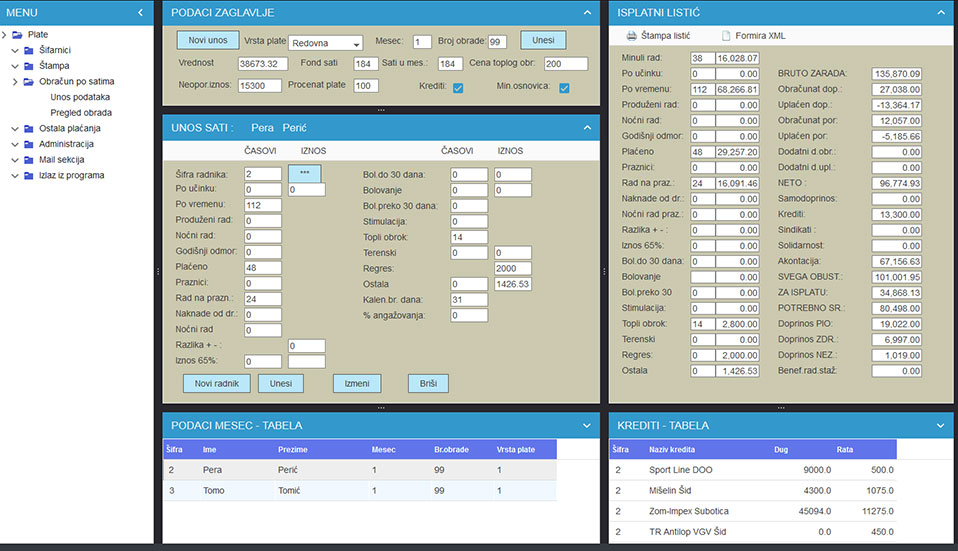 MENU
Plate
Šifarnici
Štampa
Obračun po satima
Unos podataka
Pregled obrada
Ostala plaćanja
Administracija
Mail sekcija
Izlaz iz programa
PODACI ZAGLAVLJE
Novi unos Vrsta plate Redovna Mesec: 1 Broj obrade: 99 Unesi
Vrednost 38673.32 Fond sati 184 Sati u mes.: 184 Cena toplog obr: 200
Neopor.iznos: 15300 Procenat plate 100 Krediti: Min.osnovica:
UNOS SATI : Pera Perić
ČASOVI IZNOS ČASOVI IZNOS
Šifra radnika: 2 *** Bol.do 30 dana: 0 0
Po učinku: 0 0 Bolovanje 0 0
Po vremenu: 112 Bol.preko 30 dana: 0
Produženi rad: 0 Stimulacija: 0
Noćni rad: 0 Topli obrok: 14
Godišnji odmor: 0 Terenski 0 0
Plaćeno 48 Regres: 2000
Praznici: 0 Ostala 0 1426.53
Rad na prazn.: 24 Kalen.br. dana: 31
Naknade od dr.: 0 % angažovanja: 0
Noćni rad 0
Razlika + - : 0
Iznos 65%: 0
Novi radnik Unesi Izmeni Briši
ISPLATNI LISTIĆ
Štampa listić Formira XML
Minuli rad: 38 16,028.07
Po učinku: 0 0.00 BRUTO ZARADA: 135,870.09
Po vremenu: 112 68,266.81 Obračunat dop.: 27,038.00
Produženi rad: 0 0.00 Uplaćen dop.: -13,364.17
Noćni rad: 0 0.00 Obračunat por: 12,057.00
Godišnji odmor: 0 0.00 Uplaćen por: -5,185.66
Plaćeno 48 29,257.20 Dodatni d.obr.: 0.00
Praznici: 0 0.00 Dodatni d.upl.: 0.00
Rad na praz.: 24 16,091.46 NETO : 96,774.93
Naknade od dr.: 0 0.00 Samodoprinos: 0.00
Noćni rad praz.: 0 0.00 Krediti: 13,300.00
Razlika + - : 0 0.00 Sindikati : 0.00
Iznos 65%: 0 0.00 Solidarnost: 0.00
Bol.do 30 dana: 0 0.00 Akontacija: 67,156.63
Bolovanje 0 0.00 SVEGA OBUST.: 101,001.95
Bol.preko 30 0 0.00 ZA ISPLATU: 34,868.13
Stimulacija: 0 0.00 POTREBNO SR.: 80,498.00
Topli obrok: 14 2,800.00 Doprinos PIO: 19,022.00
Terenski 0 0.00 Doprinos ZDR.: 6,997.00
Regres: 0 2,000.00 Doprinos NEZ.: 1,019.00
Ostala 0 1,426.53 Benef.rad.staž: 0.00
PODACI MESEC - TABELA
Šifra Ime Prezime Mesec Br.obrade Vrsta plate
2 Pera Perić 1 99 1
3 Tomo Tomić 1 99 1
KREDITI - TABELA
Šifra Naziv kredita Dug Rata
2 Sport Line DOO 9000.0 500.0
2 Mišelin Šid 4300.0 1075.0
2 Zom-Impex Subotica 45094.0 11275.0
2 TR Antilop VGV Šid 0.0 450.0